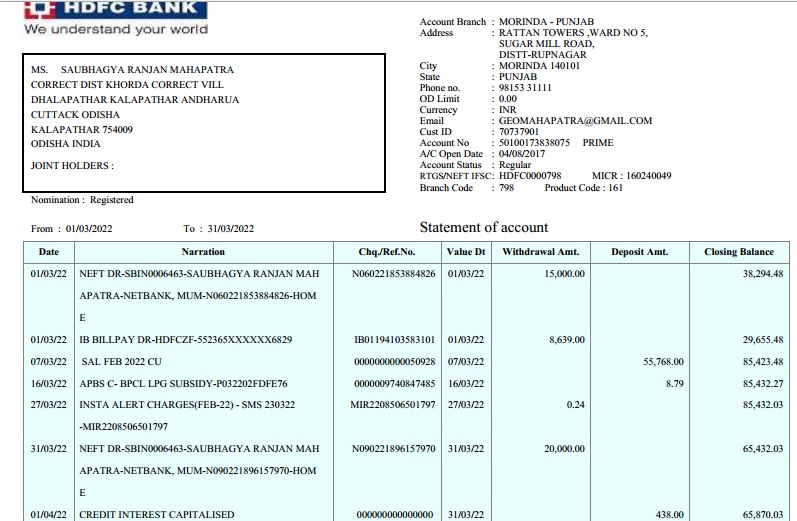 HDFC BANK
We understand your world
MS. SAUBHAGYA RANJAN MAHAPATRA
CORRECT DIST KHORDA CORRECT VILL
DHALAPATHAR KALAPATHAR ANDHARUA
CUTTACK ODISHA
KALAPATHAR 754009
ODISHA INDIA
JOINT HOLDERS :
Nomination : Registered
From : 01/03/2022 To : 31/03/2022
Account Branch : MORINDA - PUNJAB
Address : RATTAN TOWERS ,WARD NO 5,
SUGAR MILL ROAD,
DISTT-RUPNAGAR
City : MORINDA 140101
State : PUNJAB
Phone no. : 98153 31111
OD Limit : 0.00
Currency : INR
Email : GEOMAHAPATRA@GMAIL.COM
Cust ID : 70737901
Account No : 50100173838075 PRIME
A/C Open Date : 04/08/2017
Account Status : Regular
RTGS/NEFT IFSC: HDFC0000798 MICR : 160240049
Branch Code : 798 Product Code : 161
Statement of account
Date Narration Chq./Ref.No. Value Dt Withdrawal Amt. Deposit Amt. Closing Balance
01/03/22 NEFT DR-SBIN0006463-SAUBHAGYA RANJAN MAH N060221853884826 01/03/22 15,000.00 38,294.48
APATRA-NETBANK, MUM-N060221853884826-HOM
E
01/03/22 IB BILLPAY DR-HDFCZF-552365XXXXXX6829 IB01194103583101 01/03/22 8,639.00 29,655.48
07/03/22 SAL FEB 2022 CU 0000000000050928 07/03/22 55,768.00 85,423.48
16/03/22 APBS C- BPCL LPG SUBSIDY-P032202FDFE76 0000009740847485 16/03/22 8.79 85,432.27
27/03/22 INSTA ALERT CHARGES(FEB-22) - SMS 230322 MIR2208506501797 27/03/22 0.24 85,432.03
-MIR2208506501797
31/03/22 NEFT DR-SBIN0006463-SAUBHAGYA RANJAN MAH N090221896157970 31/03/22 20,000.00 65,432.03
APATRA-NETBANK, MUM-N090221896157970-HOM
E
01/04/22 CREDIT INTEREST CAPITALISED 000000000000000 31/03/22 438.00 65,870.03